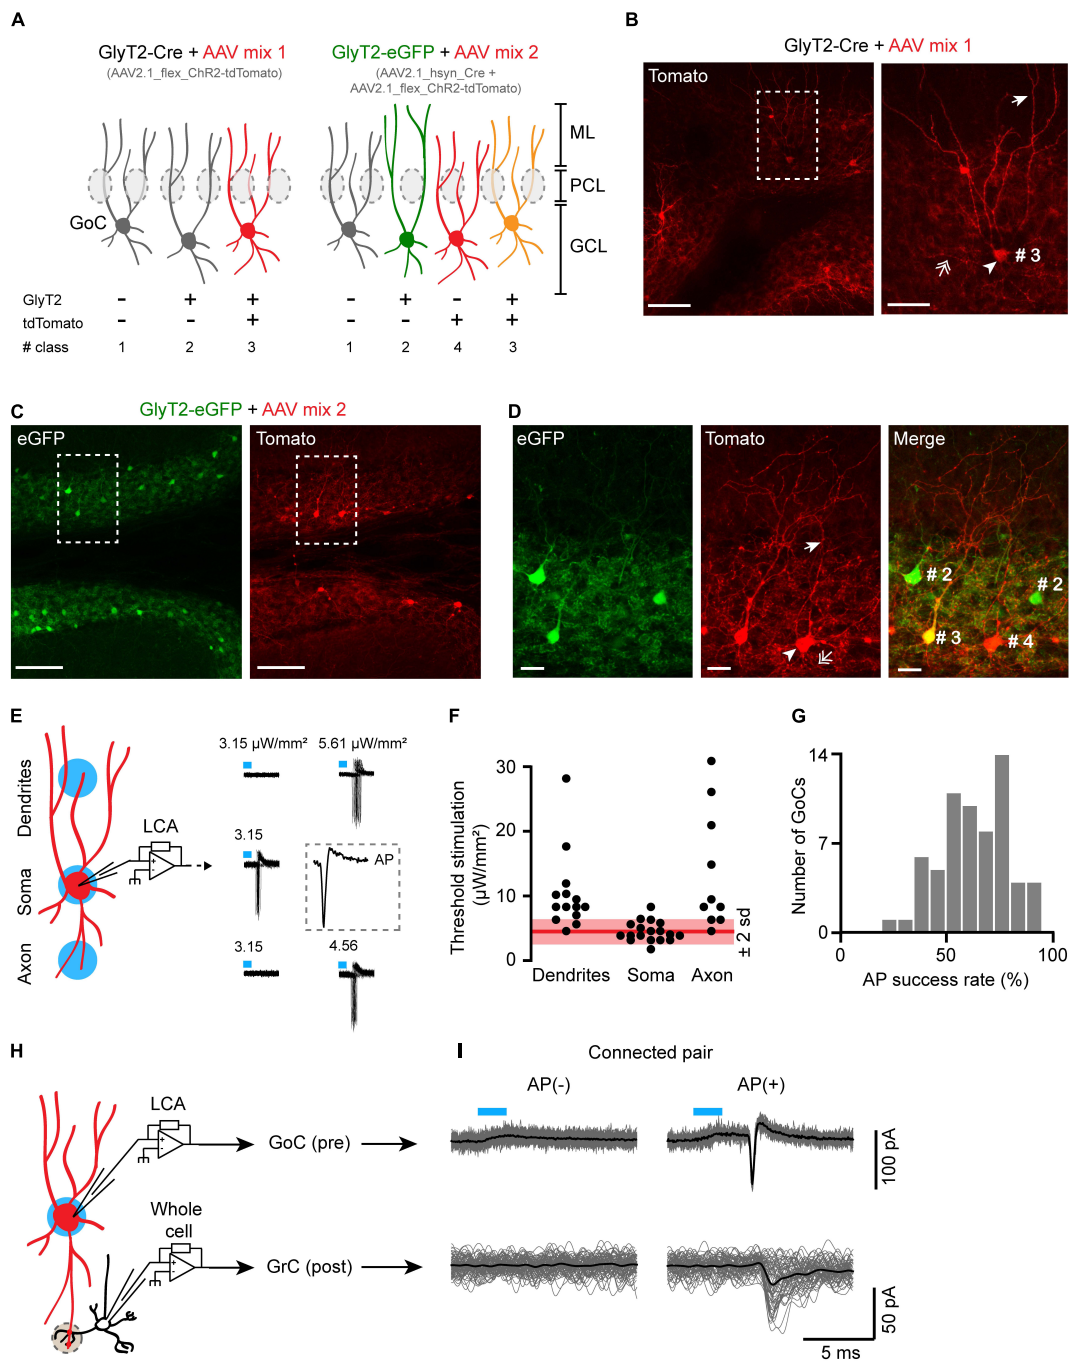 A
GlyT2-Cre + AAV mix 1
(AAV2.1_flex_ChR2-tdTomato)
GlyT2-eGFP + AAV mix 2
(AAV2.1_hsyn_Cre +
AAV2.1_flex_ChR2-tdTomato)
ML
PCL
GCL
GoC
GlyT2 - + + - + - +
tdTomato - - + - - + +
# class 1 2 3 1 2 4 3
B
GlyT2-Cre + AAV mix 1
Tomato
# 3
C
GlyT2-eGFP + AAV mix 2
eGFP
Tomato
D
eGFP
Tomato
Merge
# 2
# 2
# 3
# 4
E
Dendrites
Soma
Axon
LCA
3.15 µW/mm²
5.61 µW/mm²
3.15
AP
3.15
4.56
F
Threshold stimulation
(µW/mm²)
30
20
10
0
Dendrites
Soma
Axon
± 2 sd
G
Number of GoCs
14
7
0
0
50
100
AP success rate (%)
H
LCA
GoC (pre)
Whole
cell
GrC (post)
I
Connected pair
AP(-)
AP(+)
100 pA
50 pA
5 ms